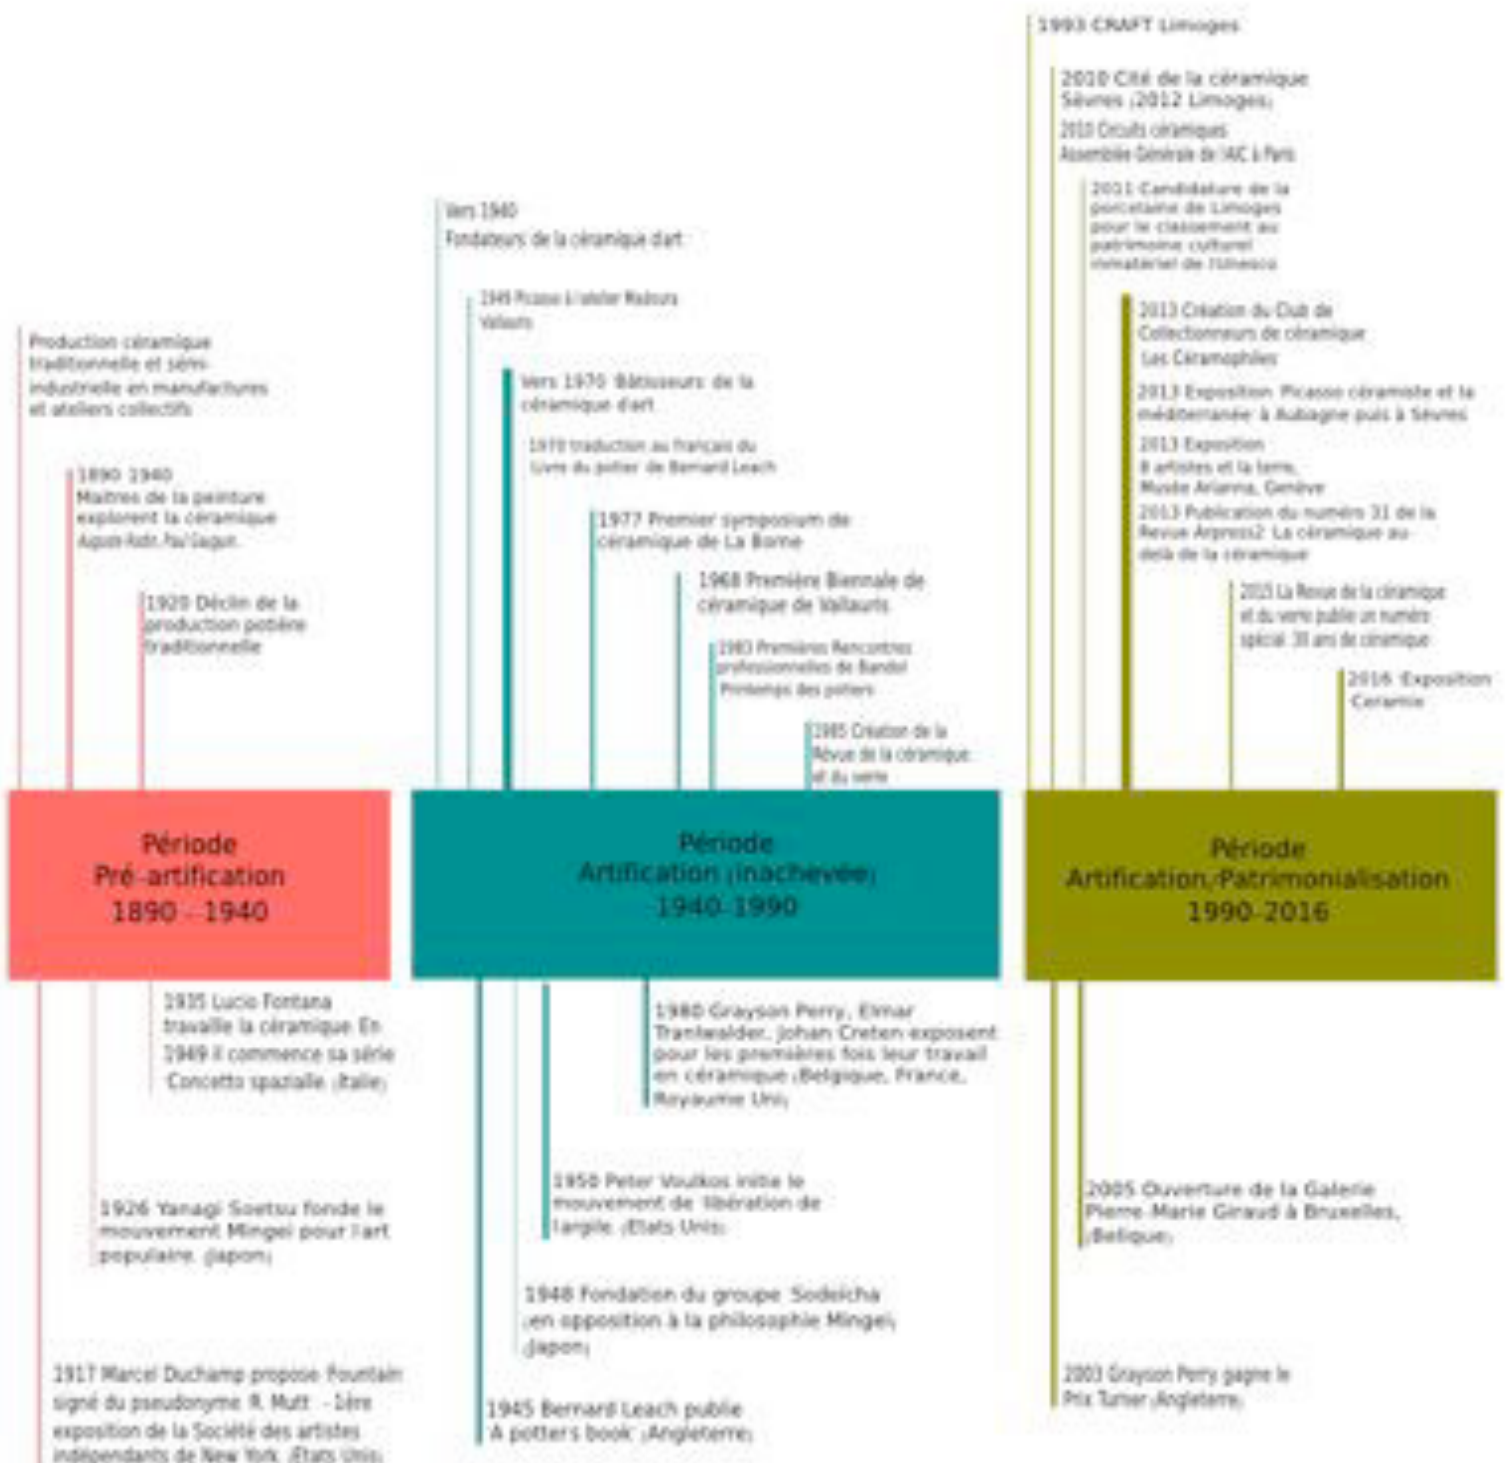 Production céramique
traditionnelle et sémi-
industrielle en manufactures
et ateliers collectifs
1890 1940
Maitres de la peinture
explorent la céramique
Auguste Rodin, Paul Gauguin.
1920 Déclin de la
production potière
traditionnelle
Période
Pré-artification
1890 - 1940
1935 Lucio Fontana
travaille la céramique En
1949 il commence sa série
Concetto spazialle (Italie)
1926 Yanagi Soetsu fonde le
mouvement Mingei pour l'art
populaire. (Japon)
1917 Marcel Duchamp propose Fountain
signé du pseudonyme R. Mutt - 1ère
exposition de la Société des artistes
indépendants de New York. (Etats Unis)
Vers 1940
Fondateurs de la céramique d'art
1949 Picasso à l'atelier Madoura
Vallauris
Vers 1970 Bâtisseurs de la
céramique d'art
1970 traduction au français du
Livre du potier de Bernard Leach
1977 Premier symposium de
céramique de La Borne
1968 Première Biennale de
céramique de Vallauris
1983 Premières Rencontres
professionnelles de Bandol
Printemps des potiers
1985 Création de la
Revue de la céramique
et du verre
Période
Artification (inachevée)
1940-1990
1980 Grayson Perry, Elmar
Trankwalder, Johan Creten exposent
pour les premières fois leur travail
en céramique (Belgique, France,
Royaume Uni)
1950 Peter Voulkos initie le
mouvement de libération de
l'argile. (Etats Unis)
1948 Fondation du groupe Sodeicha
(en opposition à la philosophie Mingei)
(Japon)
1945 Bernard Leach publie
A potters book (Angleterre)
1993 CRAFT Limoges
2010 Cité de la céramique
Sèvres (2012 Limoges)
2010 Circuits céramiques
Assemblée Générale de l'AIC à Paris
2011 Candidature de la
porcelaine de Limoges
pour le classement au
patrimoine culturel
immatériel de l'Unesco
2013 Création du Club de
Collectionneurs de céramique
Les Céramophiles
2013 Exposition Picasso céramiste et la
méditerranée à Aubagne puis à Sèvres
2013 Exposition
8 artistes et la terre,
Musée Arianna, Genève
2013 Publication du numéro 31 de la
Revue Arpress2 La céramique au-
delà de la céramique
2015 La Revue de la céramique
et du verre publie un numéro
spécial 30 ans de céramique
2016 Exposition
Ceramix
Période
Artification/Patrimonialisation
1990-2016
2005 Ouverture de la Galerie
Pierre-Marie Giraud à Bruxelles,
(Belique)
2003 Grayson Perry gagne le
Prix Turner (Angleterre)